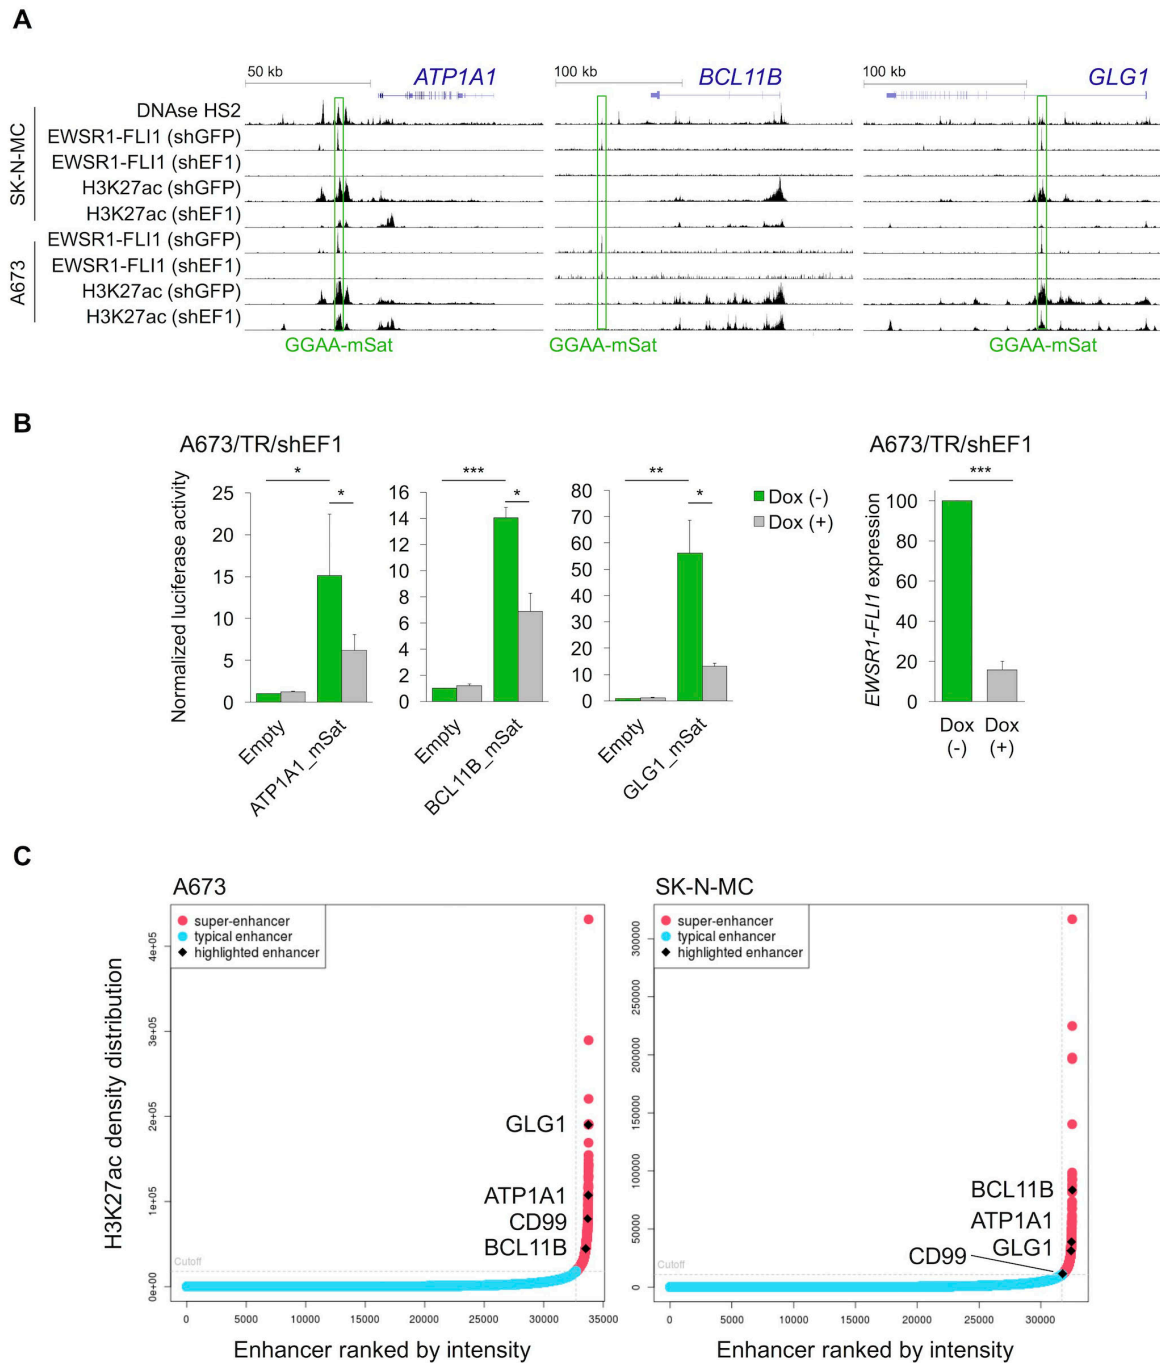 A
50 kb
ATP1A1
100 kb
BCL11B
100 kb
GLG1
SK-N-MC
DNAse HS2
EWSR1-FLI1 (shGFP)
EWSR1-FLI1 (shEF1)
H3K27ac (shGFP)
H3K27ac (shEF1)
A673
EWSR1-FLI1 (shGFP)
EWSR1-FLI1 (shEF1)
H3K27ac (shGFP)
H3K27ac (shEF1)
GGAA-mSat
GGAA-mSat
GGAA-mSat
B
A673/TR/shEF1
Normalized luciferase activity
*
*
25
20
15
10
5
0
Empty
ATP1A1_mSat
***
*
16
14
12
10
8
6
4
2
0
Empty
BCL11B_mSat
**
*
80
70
60
50
40
30
20
10
0
Empty
GLG1_mSat
Dox (-)
Dox (+)
A673/TR/shEF1
***
EWSR1-FLI1 expression
100
80
60
40
20
0
Dox
(-)
Dox
(+)
C
A673
H3K27ac density distribution
super-enhancer
typical enhancer
highlighted enhancer
4e+05
3e+05
2e+05
1e+05
0e+00
GLG1
ATP1A1
CD99
BCL11B
Cutoff
0
5000
10000
15000
20000
25000
30000
35000
Enhancer ranked by intensity
SK-N-MC
super-enhancer
typical enhancer
highlighted enhancer
300000
250000
200000
150000
100000
50000
0
BCL11B
ATP1A1
GLG1
CD99
Cutoff
0
5000
10000
15000
20000
25000
30000
Enhancer ranked by intensity